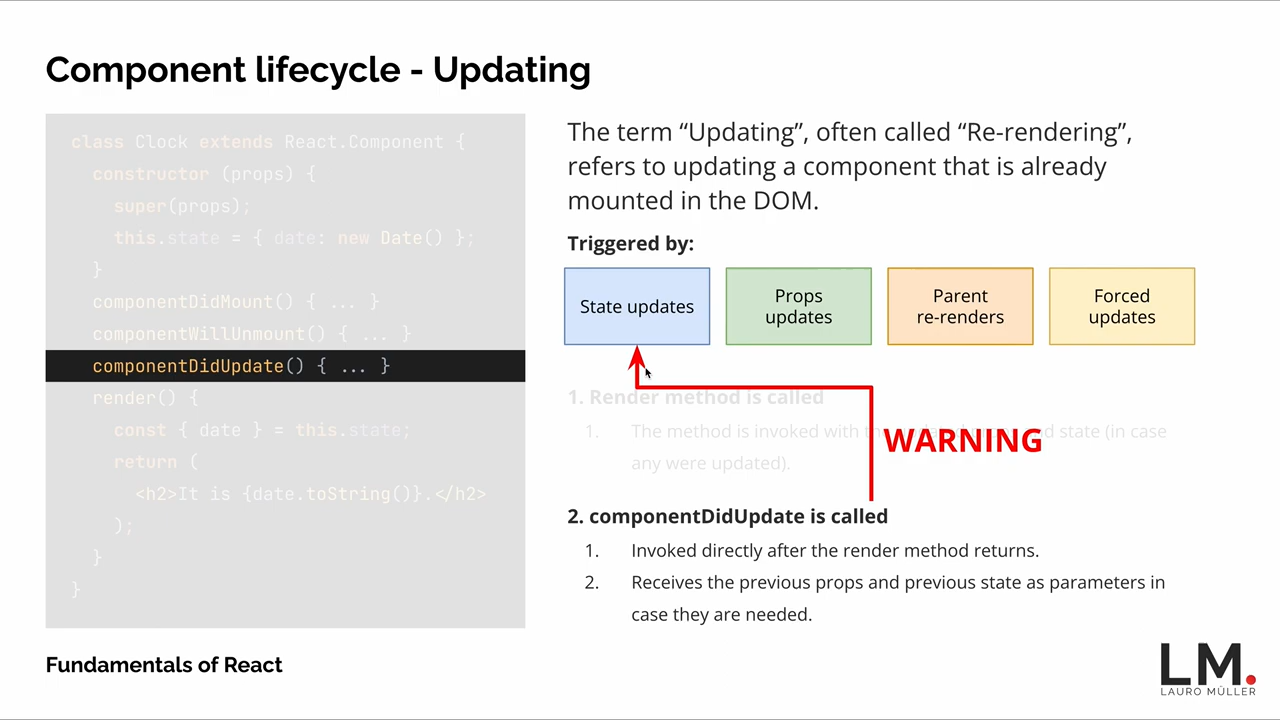 Component lifecycle - Updating
class Clock extends React.Component {
constructor (props) {
super(props);
this.state = { date: new Date() };
}
componentDidMount() { ... }
componentWillUnmount() { ... }
componentDidUpdate() { ... }
render() {
const { date } = this.state;
return (
<h2>It is {date.toString()}.</h2>
);
}
}
The term “Updating”, often called “Re-rendering”,
refers to updating a component that is already
mounted in the DOM.
Triggered by:
State updates
Props
updates
Parent
re-renders
Forced
updates
1. Render method is called
1. The method is invoked with state (in case
any were updated).
WARNING
2. componentDidUpdate is called
1. Invoked directly after the render method returns.
2. Receives the previous props and previous state as parameters in
case they are needed.
Fundamentals of React
LM.
LAURO MÜLLER